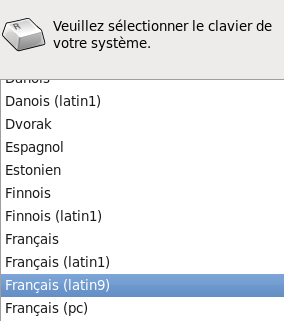 Veuillez sélectionner le clavier de
votre système.
Danois
Danois (latin1)
Dvorak
Espagnol
Estonien
Finnois
Finnois (latin1)
Français
Français (latin1)
Français (latin9)
Français (pc)